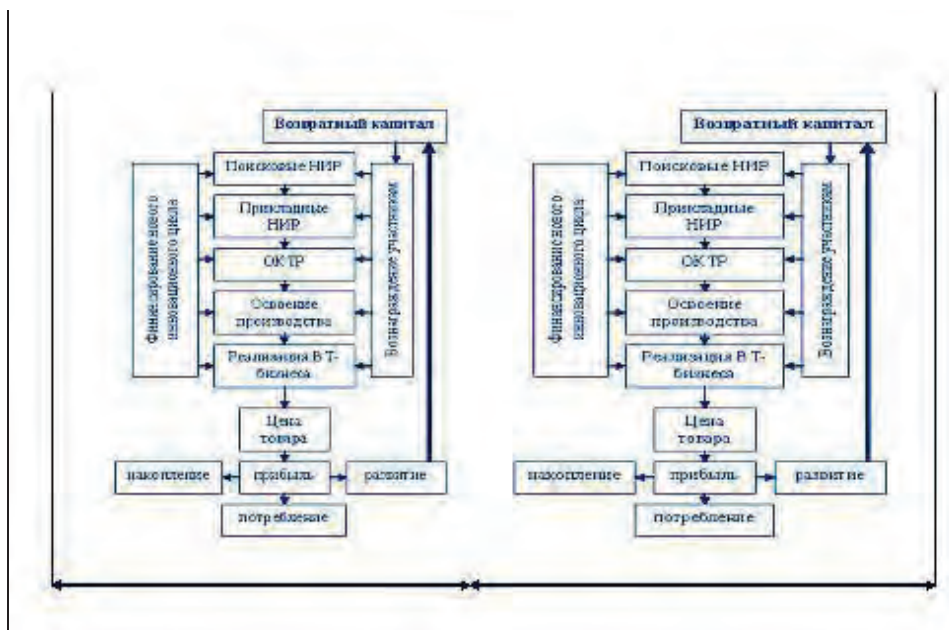 Возвратный капитал
Поисковые НИР
Прикладные
НИР
ОКТР
Освоение
производства
Реализация В Т-
бизнеса
Финансирование нового
инновационного цикла
Вознаграждение участникам
Цена
товара
накопление
прибыль
развитие
потребление
Возвратный капитал
Поисковые НИР
Прикладные
НИР
ОКТР
Освоение
производства
Реализация В Т-
бизнеса
Финансирование нового
инновационного цикла
Вознаграждение участникам
Цена
товара
накопление
прибыль
развитие
потребление